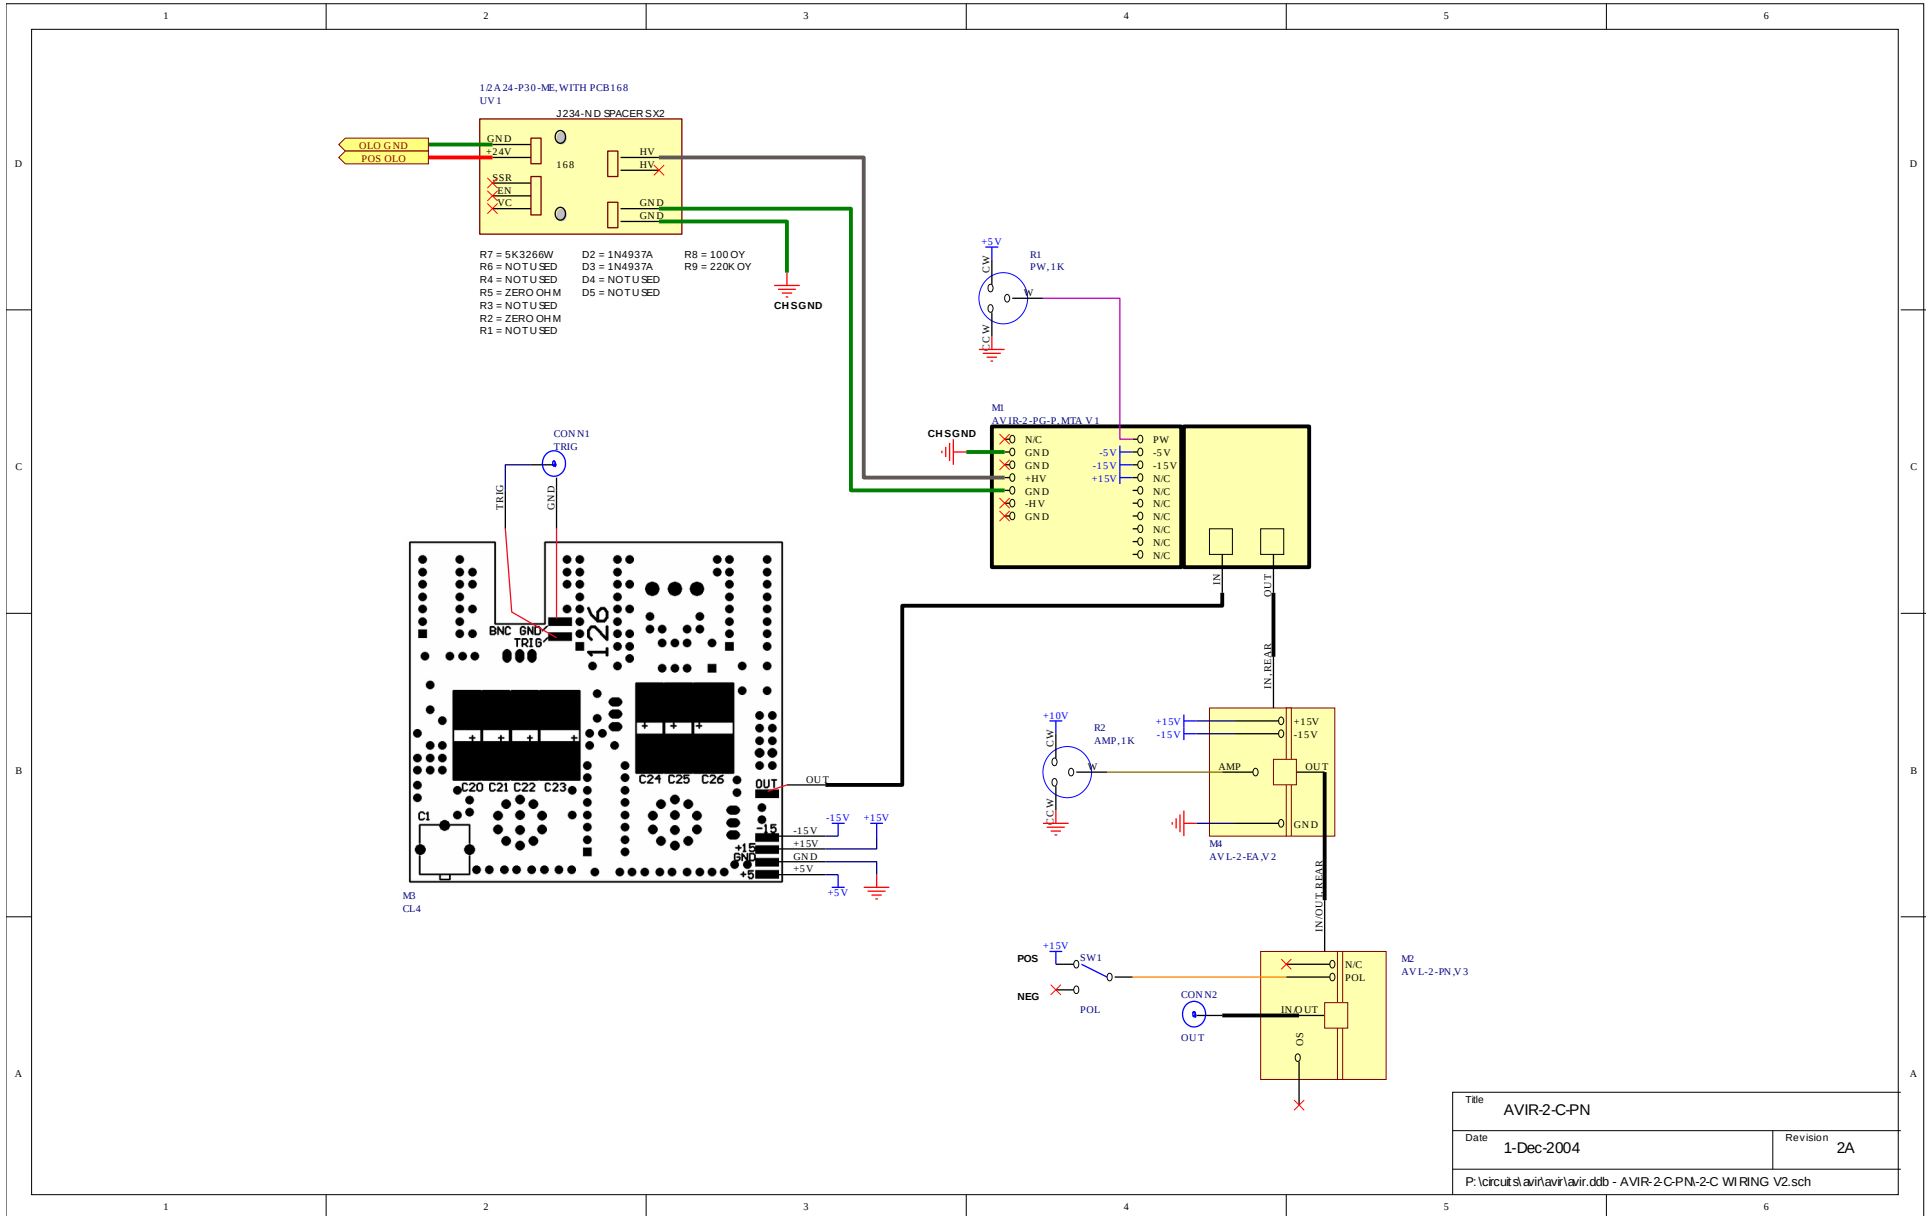 1 2 3 4 5 6
D
C
B
A
D
C
B
A
1/2A24-P30-ME, WITH PCB168
UV1
J234-ND SPACERS X2
OLO GND
POS OLO
GND
+24V
168
SSR
EN
VC
HV
HV
GND
GND
R7 = 5K3266W D2 = 1N4937A R8 = 100 OY
R6 = NOT USED D3 = 1N4937A R9 = 220K OY
R4 = NOT USED D4 = NOT USED
R5 = ZERO OHM D5 = NOT USED
R3 = NOT USED
R2 = ZERO OHM
R1 = NOT USED
CHSGND
+5V
CW
R1
PW, 1K
W
CCW
M1
AVIR-2-PG-P.MTA V1
CHSGND
N/C
GND
GND
+HV
GND
-HV
GND
-5V
-15V
+15V
PW
-5V
-15V
N/C
N/C
N/C
N/C
N/C
N/C
N/C
IN
OUT
IN, REAR
CONN1
TRIG
TRIG
GND
BNC GND
TRIG
126
C20 C21 C22 C23
C24 C25 C26
C1
OUT
-15
+15
GND
+5
OUT
-15V
+15V
GND
+5V
-15V
+15V
+5V
M3
CL4
+10V
CW
R2
AMP, 1K
W
CCW
+15V
-15V
+15V
-15V
AMP
OUT
GND
M4
AVL-2-EA, V2
IN/OUT, REAR
+15V
POS
SW1
NEG
POL
N/C
POL
M2
AVL-2-PN, V3
CONN2
IN/OUT
OUT
OS
Title
AVIR-2-C-PN
Date
1-Dec-2004
Revision
2A
P:\circuits\avir\avir\avir.ddb - AVIR-2-C-PN\-2-C WIRING V2.sch
1 2 3 4 5 6